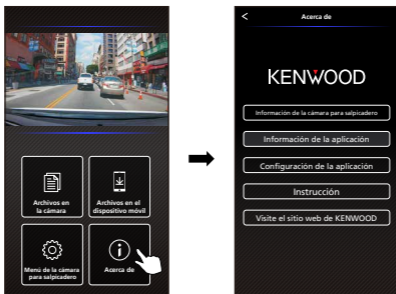 Archivos en
la cámara
Archivos en el
dispositivo móvil
Menú de la cámara
para salpicadero
Acerca de
<
Acerca de
KENWOOD
Información de la cámara para salpicadero
Información de la aplicación
Configuración de la aplicación
Instrucción
Visite el sitio web de KENWOOD